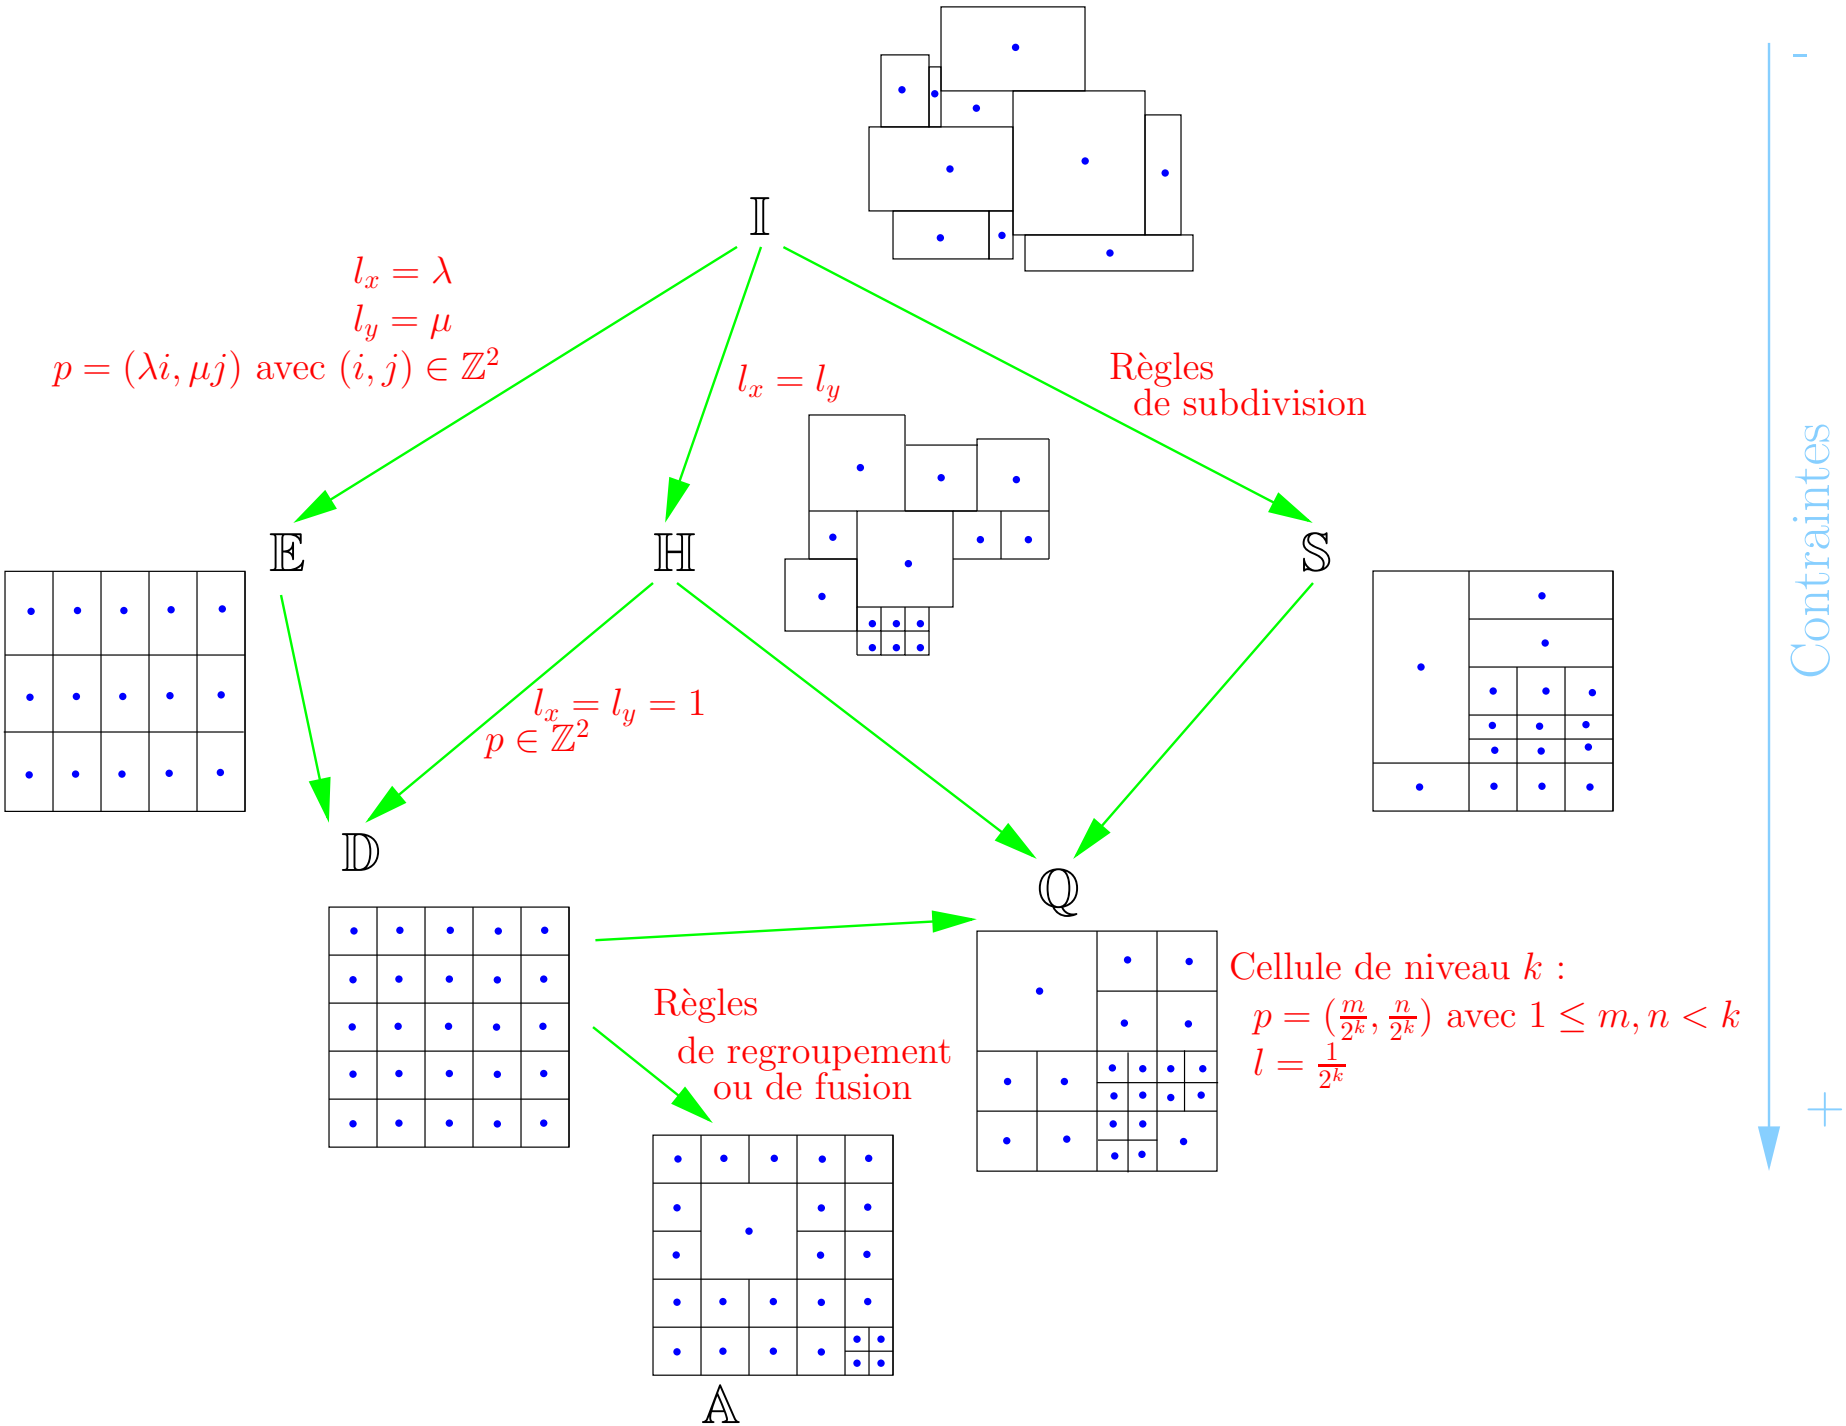 -
𝕀
l_x = λ
l_y = μ
p = (λi, μj) avec (i, j) ∈ ℤ²
l_x = l_y
Règles
de subdivision
Contraintes
𝔼
ℍ
𝕊
l_x = l_y = 1
p ∈ ℤ²
𝔻
ℚ
Cellule de niveau k :
p = (m/2^k, n/2^k) avec 1 ≤ m, n < k
l = 1/2^k
Règles
de regroupement
ou de fusion
+
𝔸